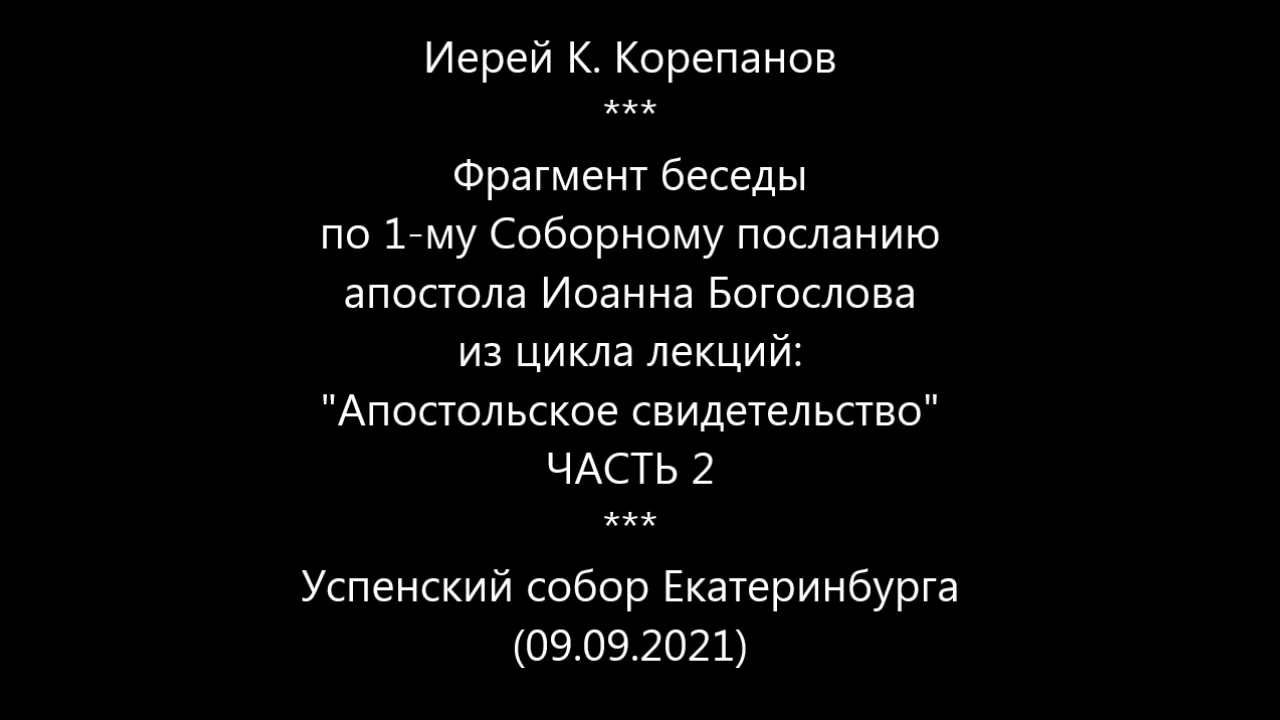 Иерей К. Корепанов
***
Фрагмент беседы
по 1-му Соборному посланию
апостола Иоанна Богослова
из цикла лекций:
"Апостольское свидетельство"
ЧАСТЬ 2
***
Успенский собор Екатеринбурга
(09.09.2021)